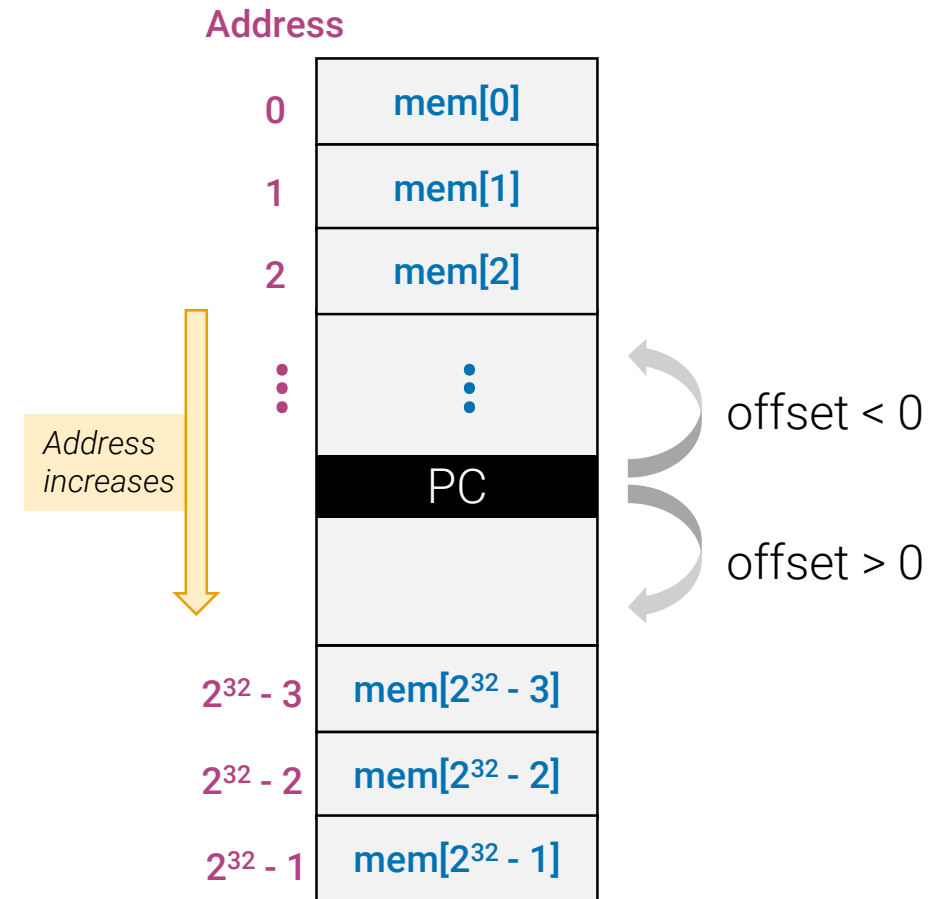 Address
0 mem[0]
1 mem[1]
2 mem[2]
offset < 0
Address
increases
PC
offset > 0
2³² - 3 mem[2³² - 3]
2³² - 2 mem[2³² - 2]
2³² - 1 mem[2³² - 1]